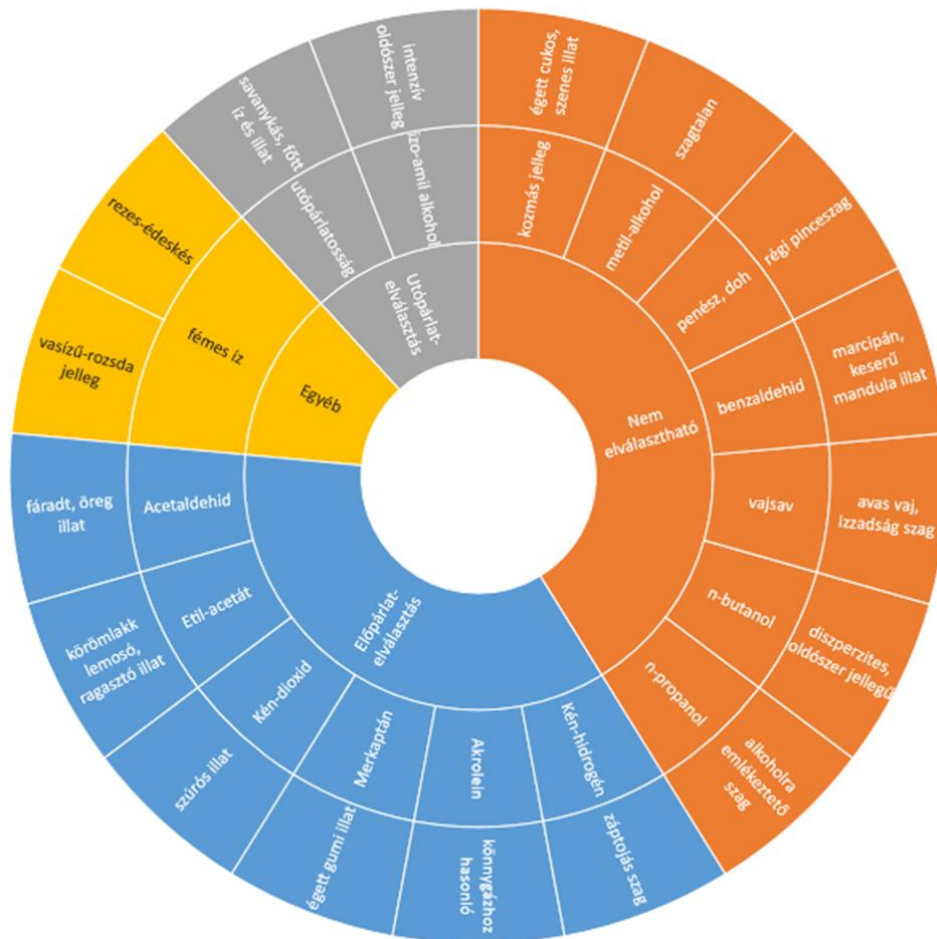 égett cukos,
szenes illat
kozmás jelleg
szagtalan
metil-alkohol
régi pinceszag
penész, doh
marcipán,
keserű
mandula illat
benzaldehid
Nem
elválasztható
avas vaj,
izzadság szag
vajsav
diszperzites,
oldószer jellegű
n-butanol
alkoholra
emlékeztető
szag
n-propanol
záptojás szag
Kén-hidrogén
könnygázhoz
hasonló
Akrolein
égett gumi illat
Merkaptán
Előpárlat-
elválasztás
szúrós illat
Kén-dioxid
körömlakk
lemosó,
ragasztó illat
Etil-acetát
fáradt, öreg
illat
Acetaldehid
vasízű-rozsda
jelleg
rezes-édeskés
fémes íz
Egyéb
savanykás, főtt
íz és illat
utópárlatosság
intenzív
oldószer jelleg
izo-amil alkohol
Utópárlat-
elválasztás